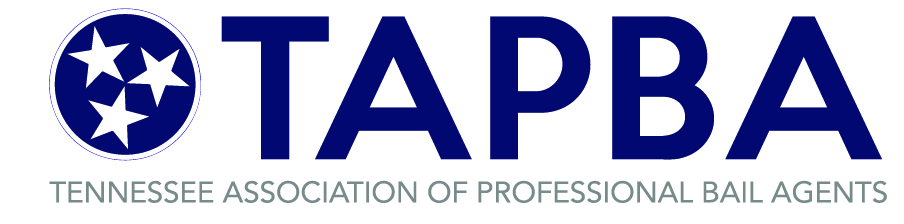 TAPBA
TENNESSEE ASSOCIATION OF PROFESSIONAL BAIL AGENTS